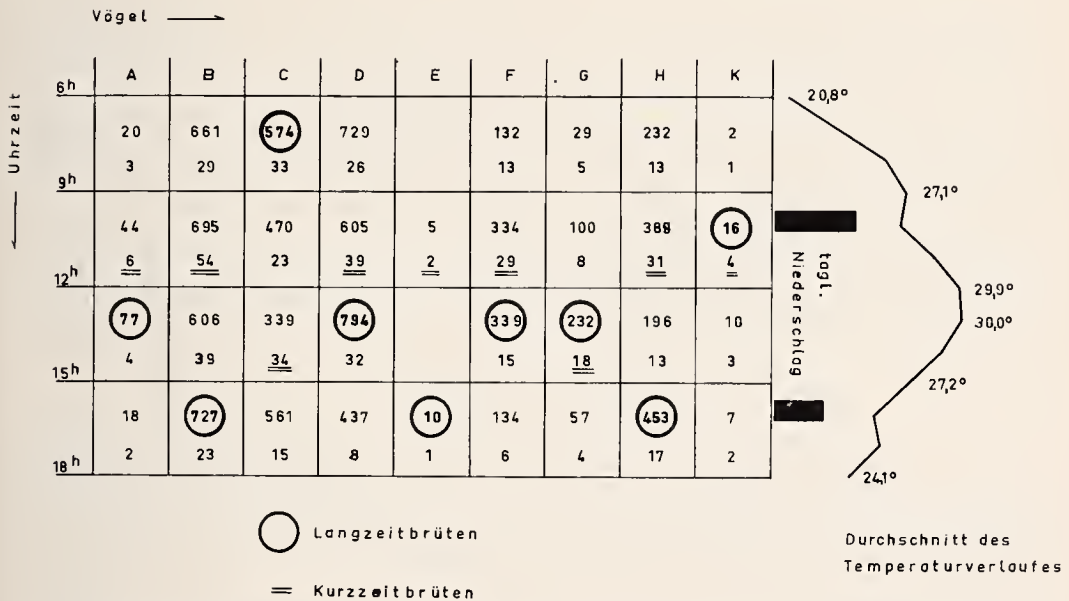 Vögel
Uhrzeit
A B C D E F G H K
6h
20 661 574 729 132 29 232 2
3 29 33 26 13 5 13 1
9h
44 695 470 605 5 334 100 389 16
6 54 23 39 2 29 8 31 4
12h
77 606 339 794 339 232 196 10
4 39 34 32 15 18 13 3
15h
18 727 561 437 10 134 57 453 7
2 23 15 8 1 6 4 17 2
18h
tägl.
Niederschlag
20,8°
27,1°
29,9°
30,0°
27,2°
24,1°
Langzeitbrüten
Kurzzeitbrüten
Durchschnitt des
Temperaturverlaufes